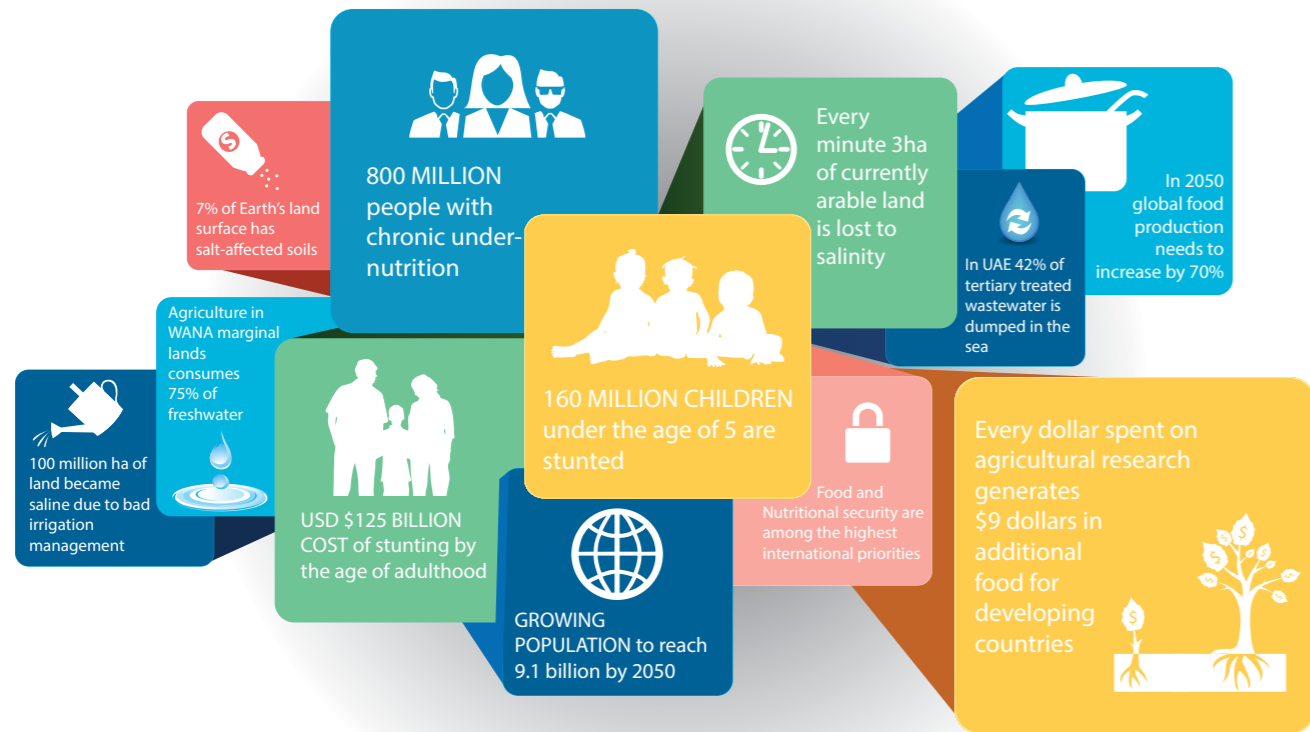 7% of Earth's land
surface has
salt-affected soils
800 MILLION
people with
chronic under-
nutrition
Every
minute 3ha
of currently
arable land
is lost to
salinity
In 2050
global food
production
needs to
increase by 70%
In UAE 42% of
tertiary treated
wastewater is
dumped in the
sea
Agriculture in
WANA marginal
lands
consumes
75% of
freshwater
100 million ha of
land became
saline due to bad
irrigation
management
USD $125 BILLION
COST of stunting by
the age of adulthood
160 MILLION CHILDREN
under the age of 5 are
stunted
GROWING
POPULATION to reach
9.1 billion by 2050
Food and
Nutritional security are
among the highest
international priorities
Every dollar spent on
agricultural research
generates
$9 dollars in
additional
food for
developing
countries